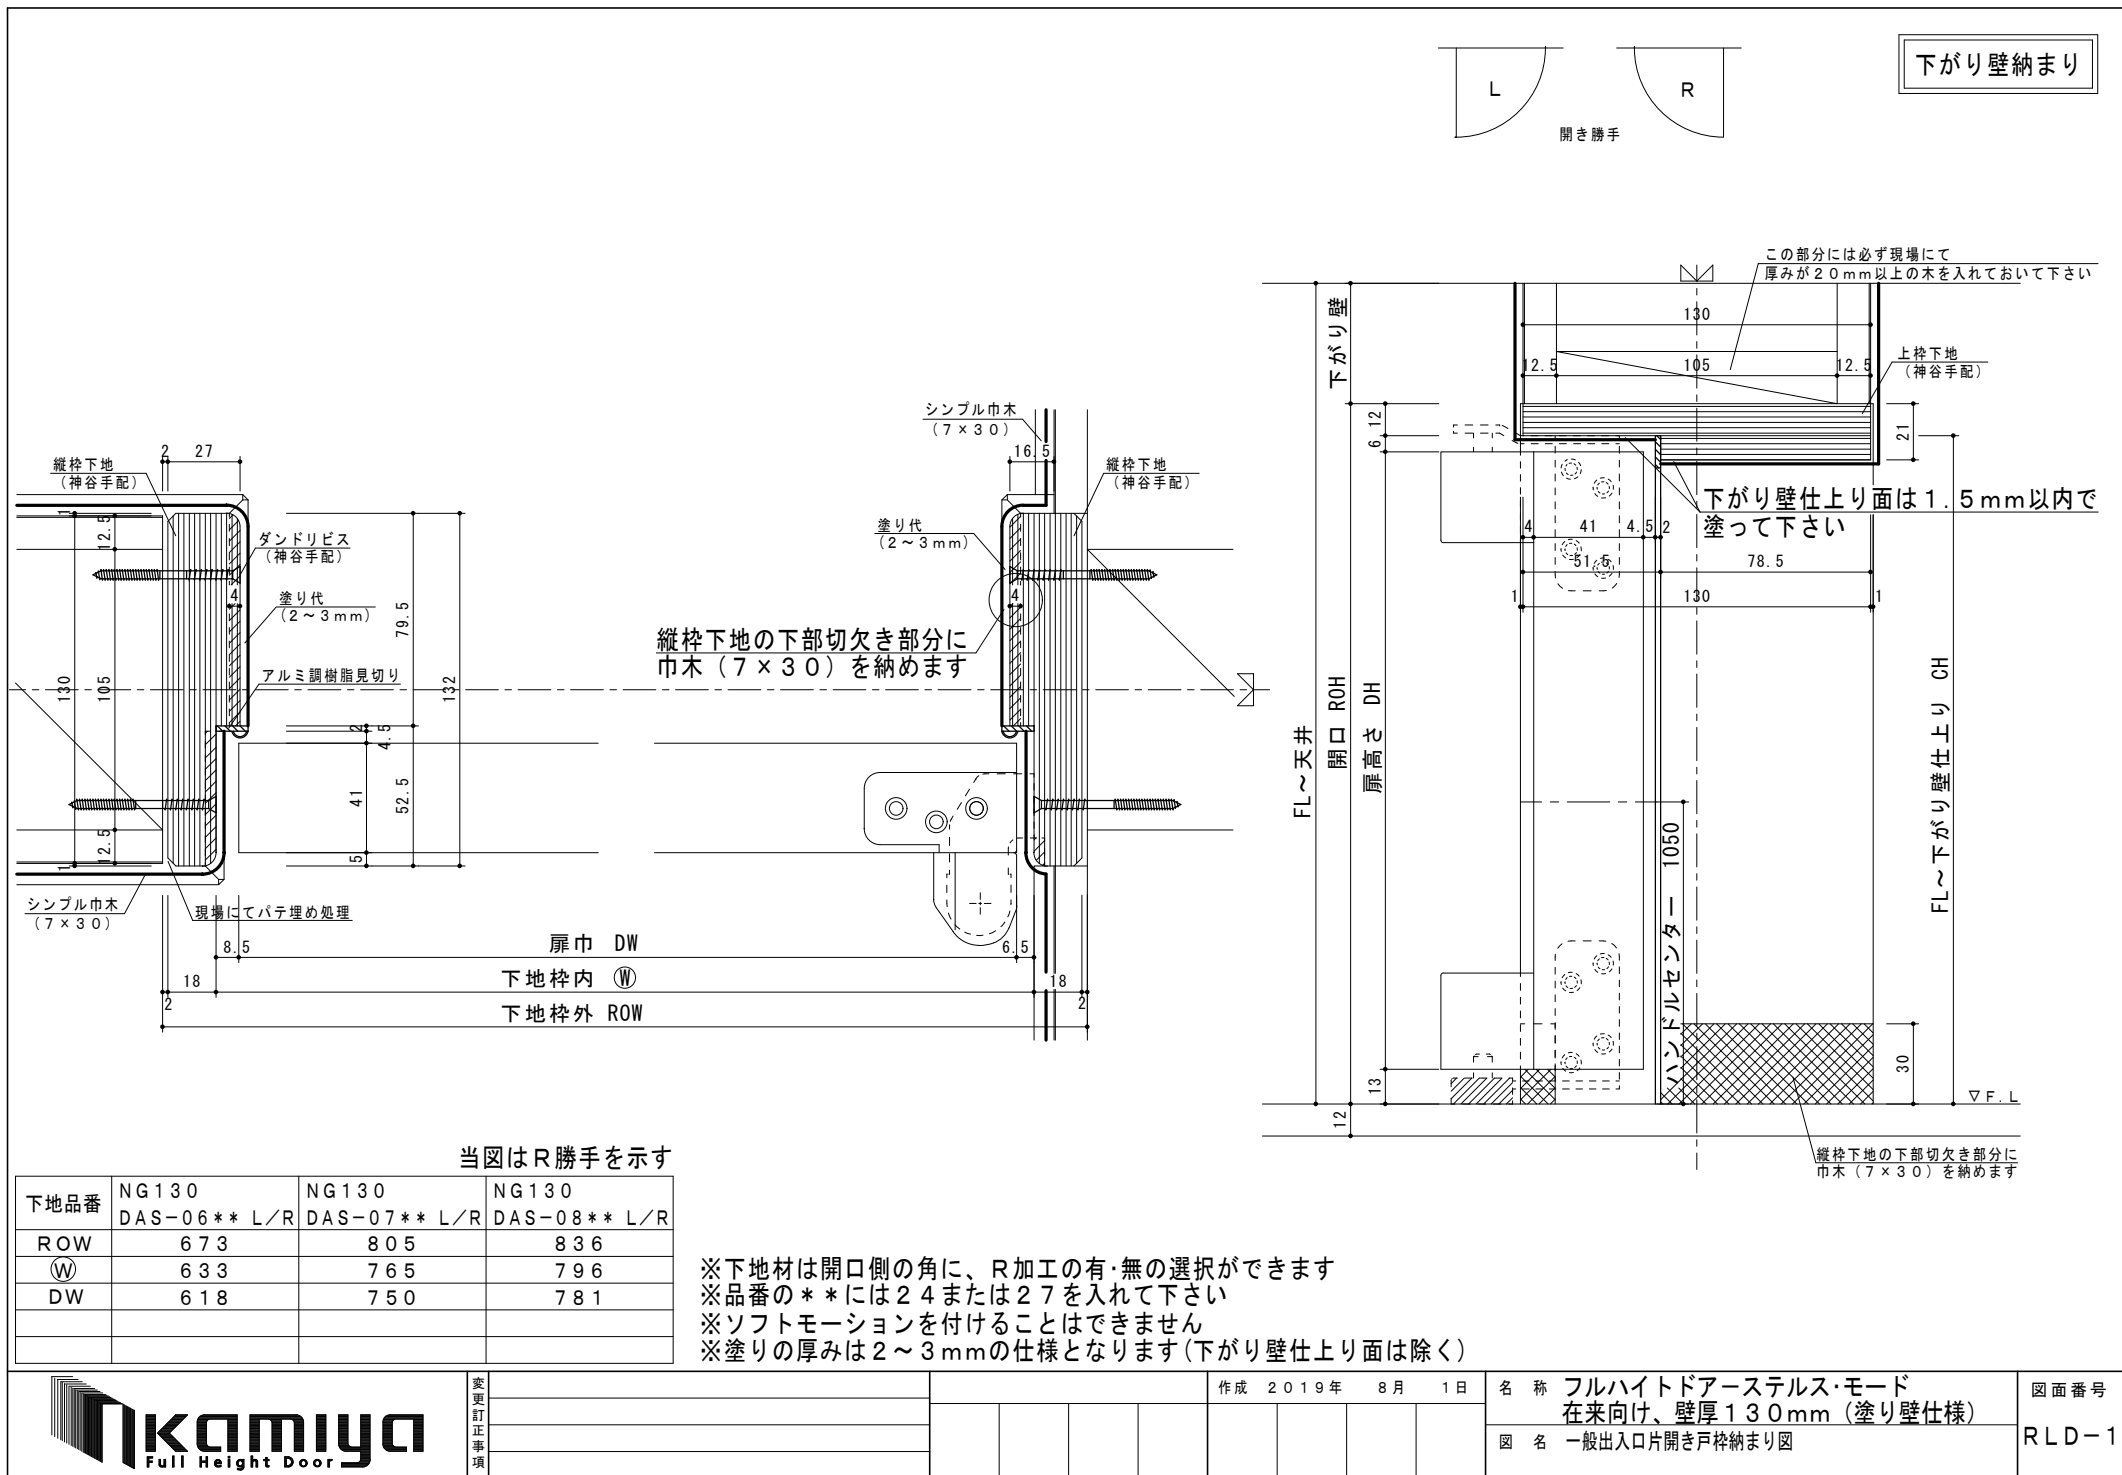 下がり壁納まり
L
R
開き勝手
この部分には必ず現場にて
厚みが20mm以上の木を入れておいて下さい
130
12.5
105
12.5
上枠下地
(神谷手配)
下がり壁
12
6
21
シンプル巾木
(7×30)
16.5
縦枠下地
(神谷手配)
2
27
縦枠下地
(神谷手配)
1
12.5
ダンドリビス
(神谷手配)
4
塗り代
(2~3mm)
79.5
塗り代
(2~3mm)
4
縦枠下地の下部切欠き部分に
巾木(7×30)を納めます
アルミ調樹脂見切り
130
105
132
2
4.5
41
52.5
12.5
5
1
シンプル巾木
(7×30)
現場にてパテ埋め処理
8.5
扉巾 DW
6.5
18
下地枠内 Ⓦ
18
2
2
下地枠外 ROW
下がり壁仕上り面は1.5mm以内で
塗って下さい
4
41
4.5
2
51.5
78.5
1
130
1
FL~天井
開口 ROH
扉高さ DH
FL~下がり壁仕上り CH
ハンドルセンター 1050
13
12
30
▽F.L
縦枠下地の下部切欠き部分に
巾木(7×30)を納めます
当図はR勝手を示す
下地品番 NG130 DAS-06** L/R NG130 DAS-07** L/R NG130 DAS-08** L/R
ROW 673 805 836
Ⓦ 633 765 796
DW 618 750 781
※下地材は開口側の角に、R加工の有・無の選択ができます
※品番の**には24または27を入れて下さい
※ソフトモーションを付けることはできません
※塗りの厚みは2~3mmの仕様となります(下がり壁仕上り面は除く)
kamiya
Full Height Door
変更訂正事項
作成 2019年 8月 1日
名 称 フルハイトドアーステルス・モード
在来向け、壁厚130mm(塗り壁仕様)
図 名 一般出入口片開き戸枠納まり図
図面番号
RLD-1